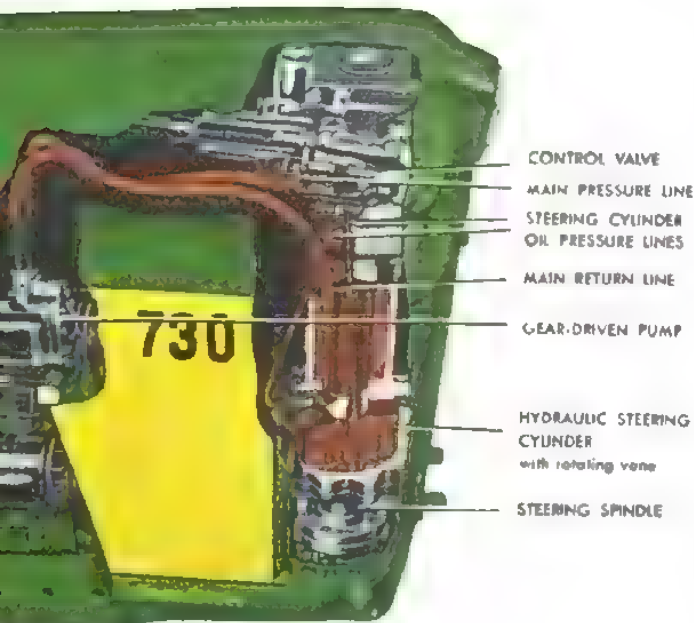 CONTROL VALVE
MAIN PRESSURE LINE
STEERING CYLINDER
OIL PRESSURE LINES
MAIN RETURN LINE
GEAR-DRIVEN PUMP
730
HYDRAULIC STEERING
CYLINDER
with rotating vane
STEERING SPINDLE